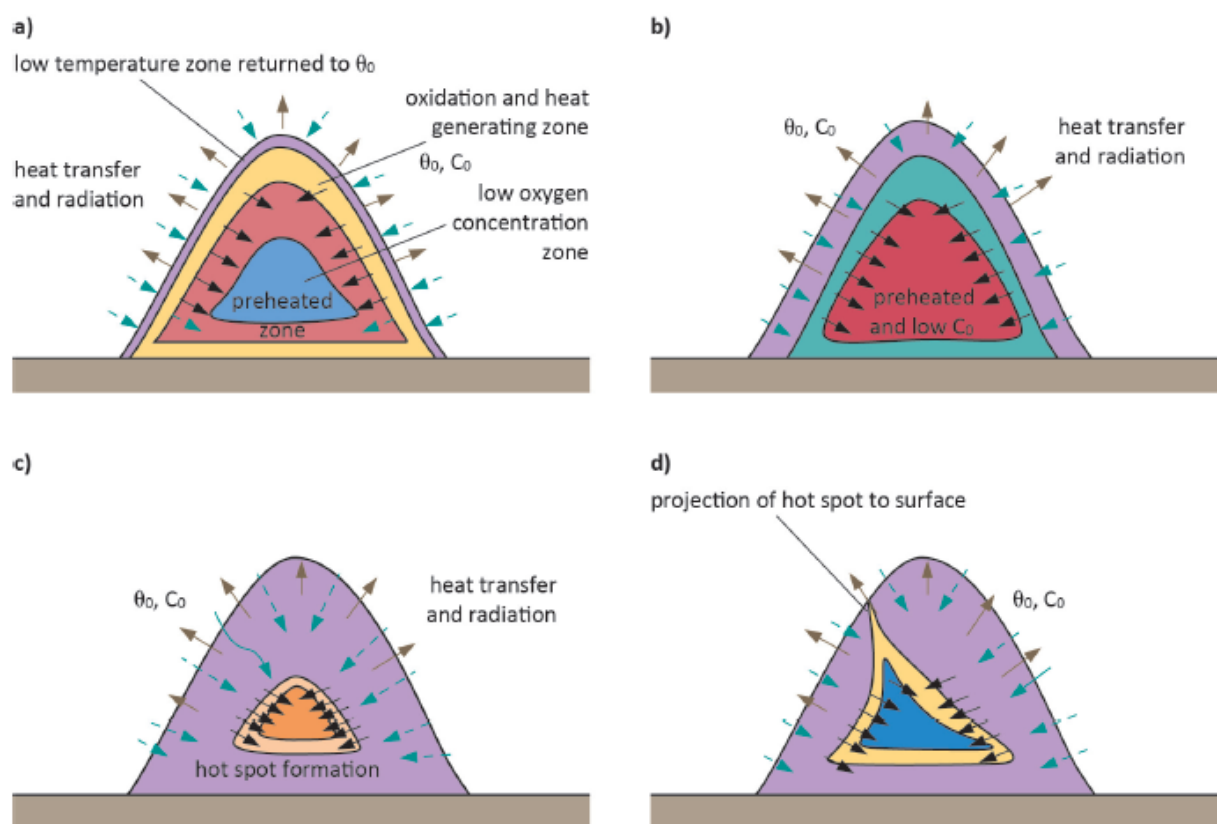 a)
low temperature zone returned to θ₀
oxidation and heat
generating zone
θ₀, C₀
heat transfer
and radiation
low oxygen
concentration
zone
preheated
zone
b)
θ₀, C₀
heat transfer
and radiation
preheated
and low C₀
c)
θ₀, C₀
heat transfer
and radiation
hot spot formation
d)
projection of hot spot to surface
θ₀, C₀